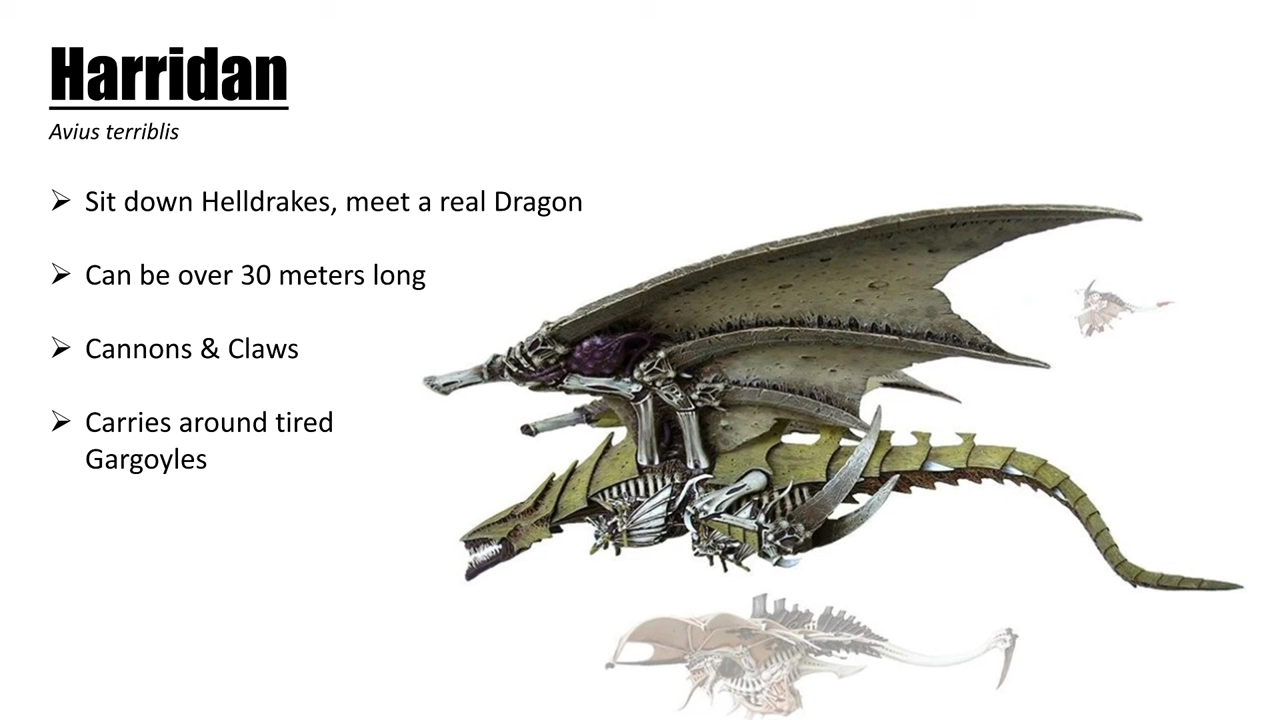 Harridan
Avius terriblis
➢ Sit down Helldrakes, meet a real Dragon
➢ Can be over 30 meters long
➢ Cannons & Claws
➢ Carries around tired
Gargoyles